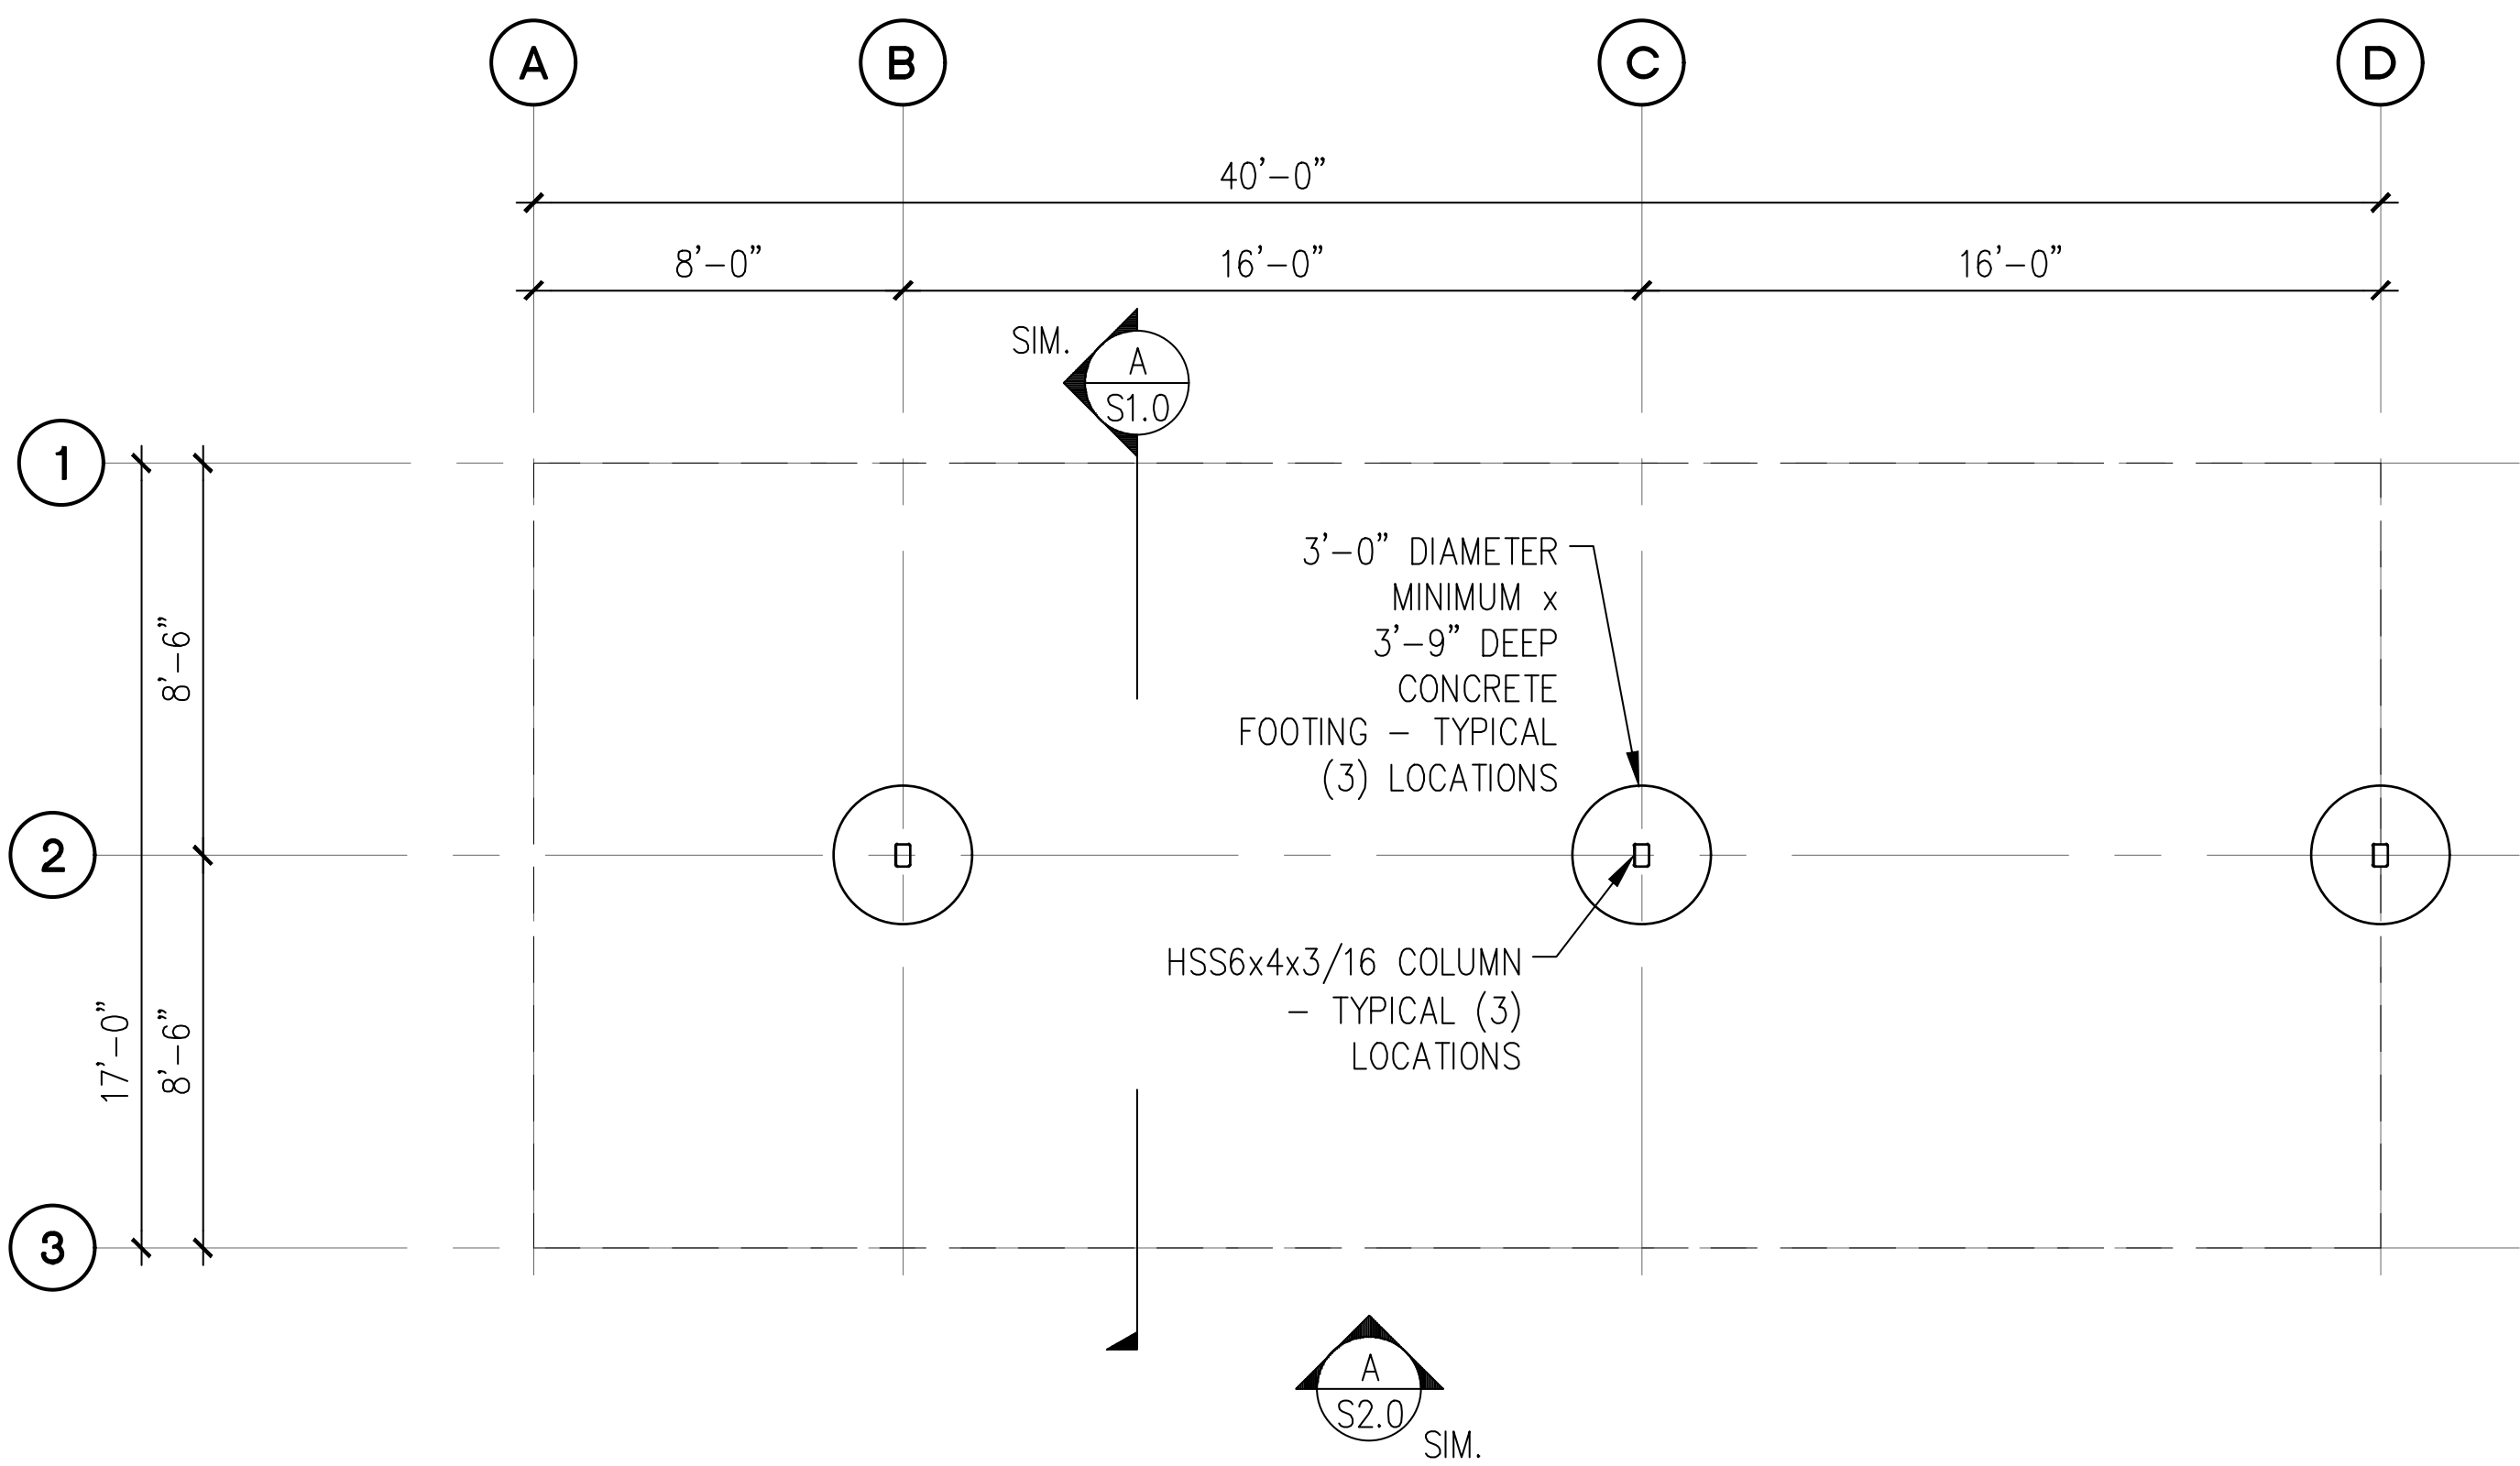 A B C D
40'-0"
8'-0" 16'-0" 16'-0"
SIM.
A
S1.0
1
3'-0" DIAMETER
MINIMUM x
3'-9" DEEP
CONCRETE
FOOTING - TYPICAL
(3) LOCATIONS
8'-6"
2
HSS6x4x3/16 COLUMN
- TYPICAL (3)
LOCATIONS
17'-0"
8'-6"
3
A
S2.0
SIM.